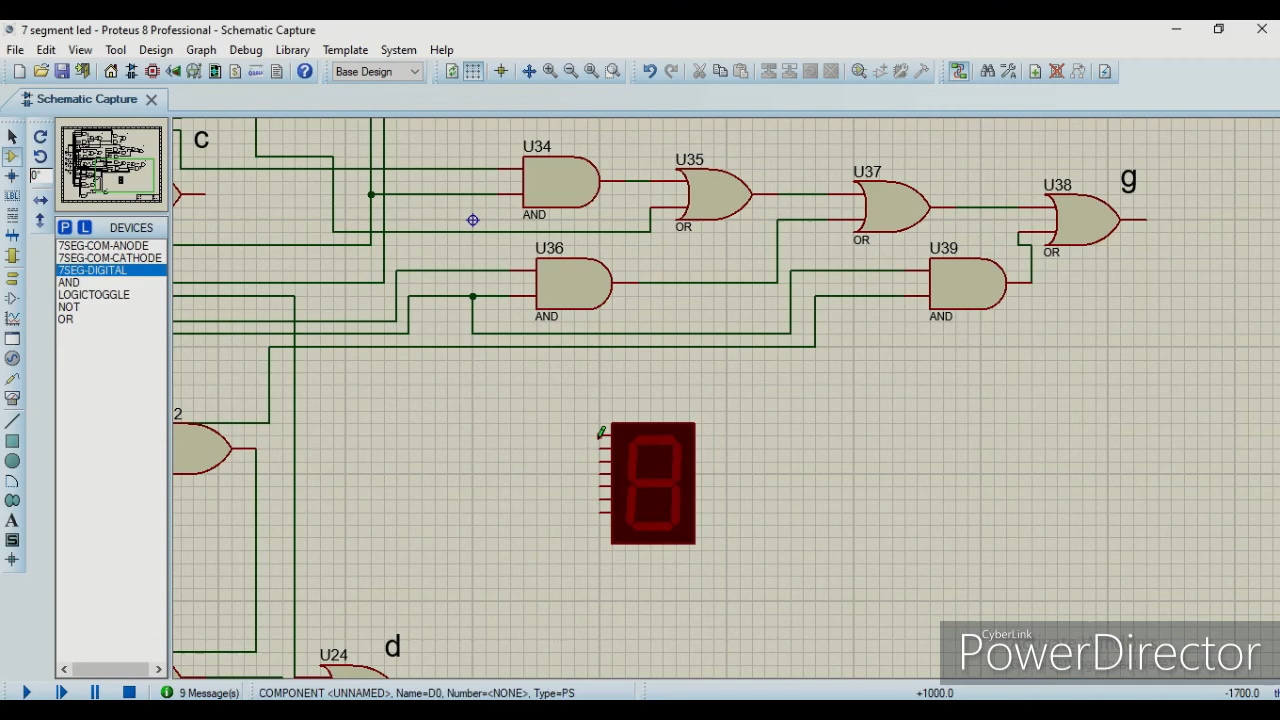 7 segment led - Proteus 8 Professional - Schematic Capture
File Edit View Tool Design Graph Debug Library Template System Help
Base Design
Schematic Capture
0°
P L DEVICES
7SEG-COM-ANODE
7SEG-COM-CATHODE
7SEG-DIGITAL
AND
LOGICTOGGLE
NOT
OR
LBL
A
S
c
U34
AND
U35
OR
U37
OR
U38
OR
g
U36
AND
U39
AND
2
U24
d
CyberLink
PowerDirector
9 Message(s)
COMPONENT <UNNAMED>, Name=D0, Number=<NONE>, Type=PS
+1000.0
-1700.0
th